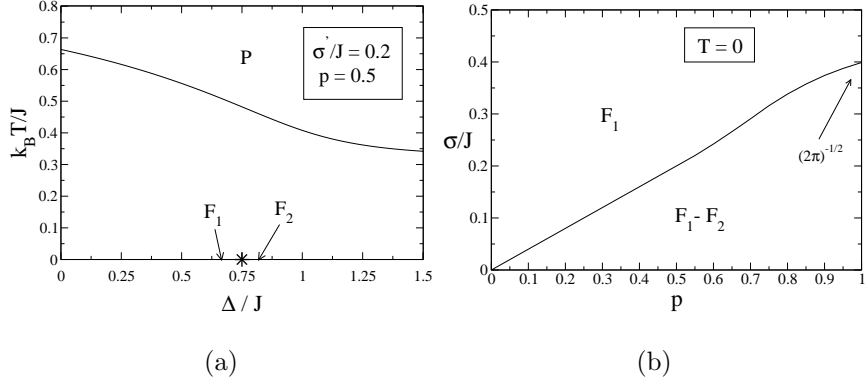 0.8
0.7
0.6
0.5
0.4
0.3
0.2
0.1
0
k_B T/J
P
σ'/J = 0.2
p = 0.5
F_1
F_2
0
0.25
0.5
0.75
1
1.25
1.5
Δ / J
(a)
0.5
0.4
0.3
0.2
0.1
0
σ/J
T = 0
F_1
(2π)^{-1/2}
F_1- F_2
0
0.1
0.2
0.3
0.4
0.5
0.6
0.7
0.8
0.9
1
p
(b)